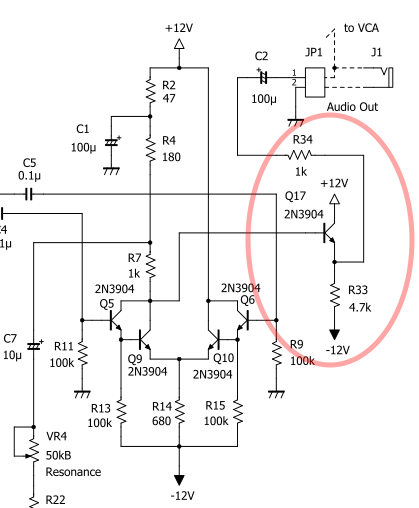 +12V
to VCA
C2
JP1
J1
1
2
R2
47
100µ
Audio Out
C1
100µ
+
R4
180
R34
1k
C5
0.1µ
Q17
+12V
2N3904
R7
1k
2N3904
Q5
2N3904
Q6
R33
4.7k
C7
10µ
+
R11
100k
Q9
2N3904
Q10
2N3904
R9
100k
-12V
R13
100k
R14
680
R15
100k
VR4
50kB
Resonance
-12V
R22